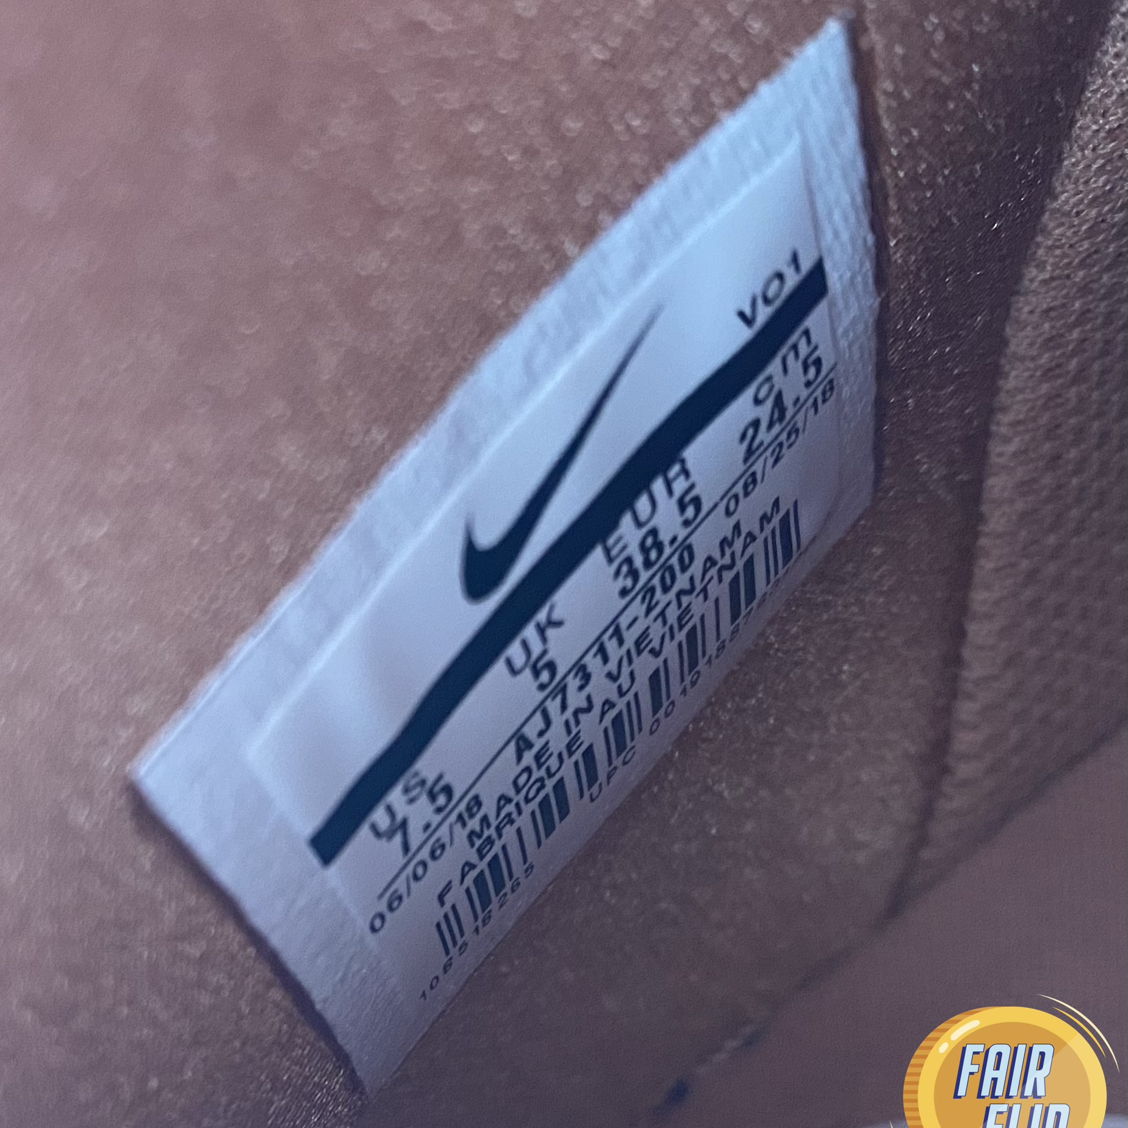 VO1
US UK EUR cm
7.5 5 38.5 24.5
06/06/18 AJ7311-200 08/25/18
MADE IN VIETNAM
FABRIQUE AU VIETNAM
UPC
FAIR
FLIP